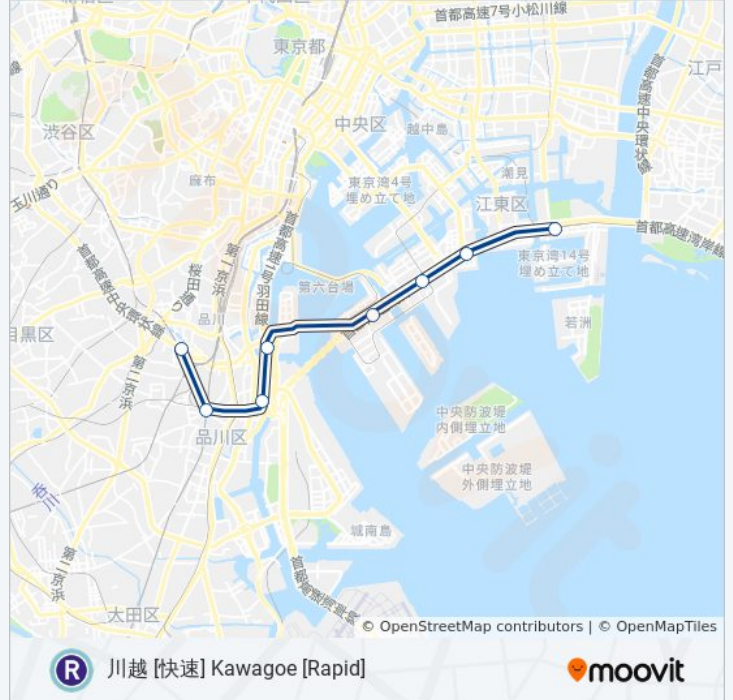 首都高速7号小松川線
東京都
江戸
首都高速中央環状線
中央区
越中島
渋谷区
潮見
麻布
東京湾4号
埋め立て地
玉川通り
江東区
首都高速湾岸線
首都高速1号羽田線
第一京浜
桜田通り
首都高速中央環状線
東京湾14号
埋め立て地
第六台場
品川
若洲
目黒区
第二京浜
中央防波堤
内側埋立地
品川区
中央防波堤
外側埋立地
呑川
城南島
第二京浜
大田区
© OpenStreetMap contributors | © OpenMapTiles
R 川越 [快速] Kawagoe [Rapid]
moovit